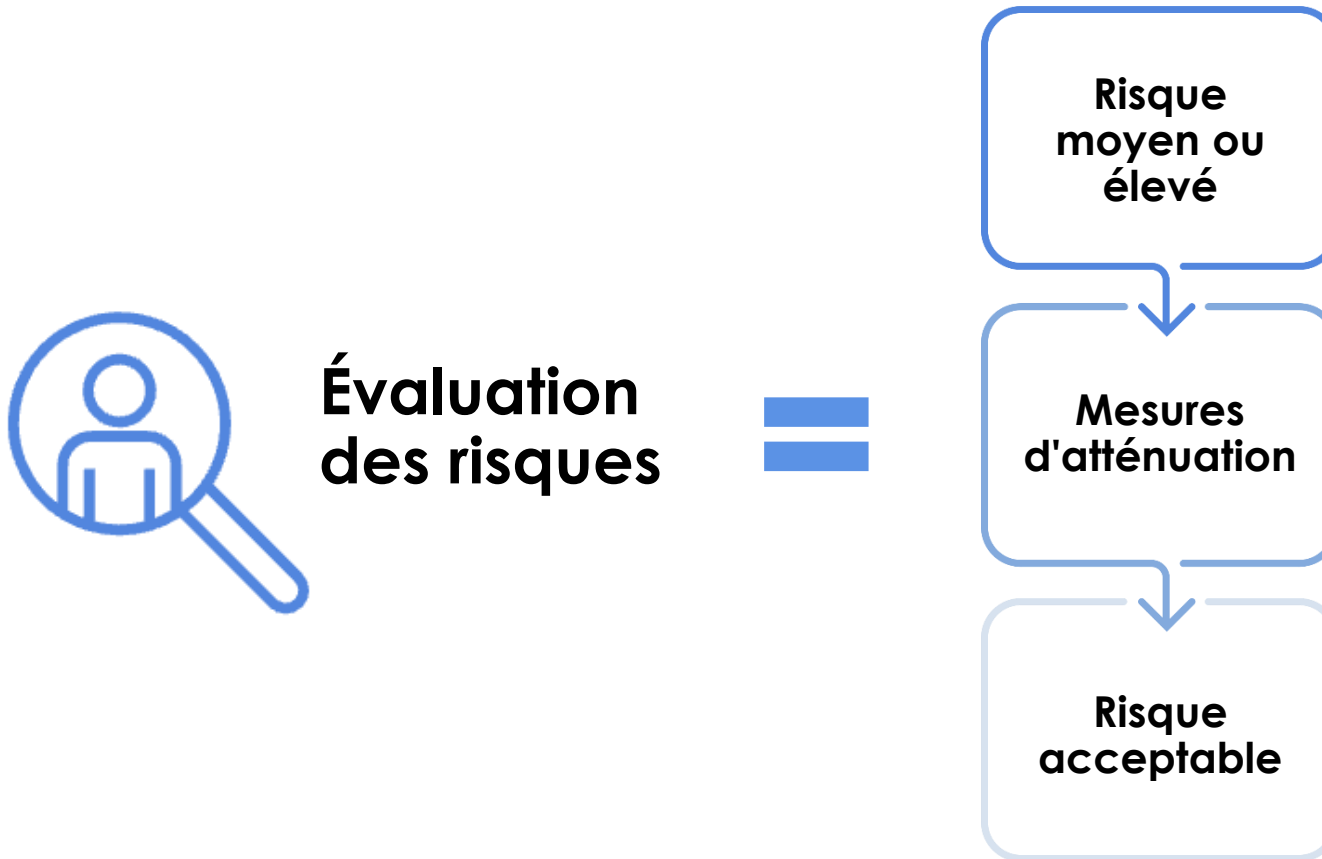 Évaluation
des risques
Risque
moyen ou
élevé
Mesures
d'atténuation
Risque
acceptable